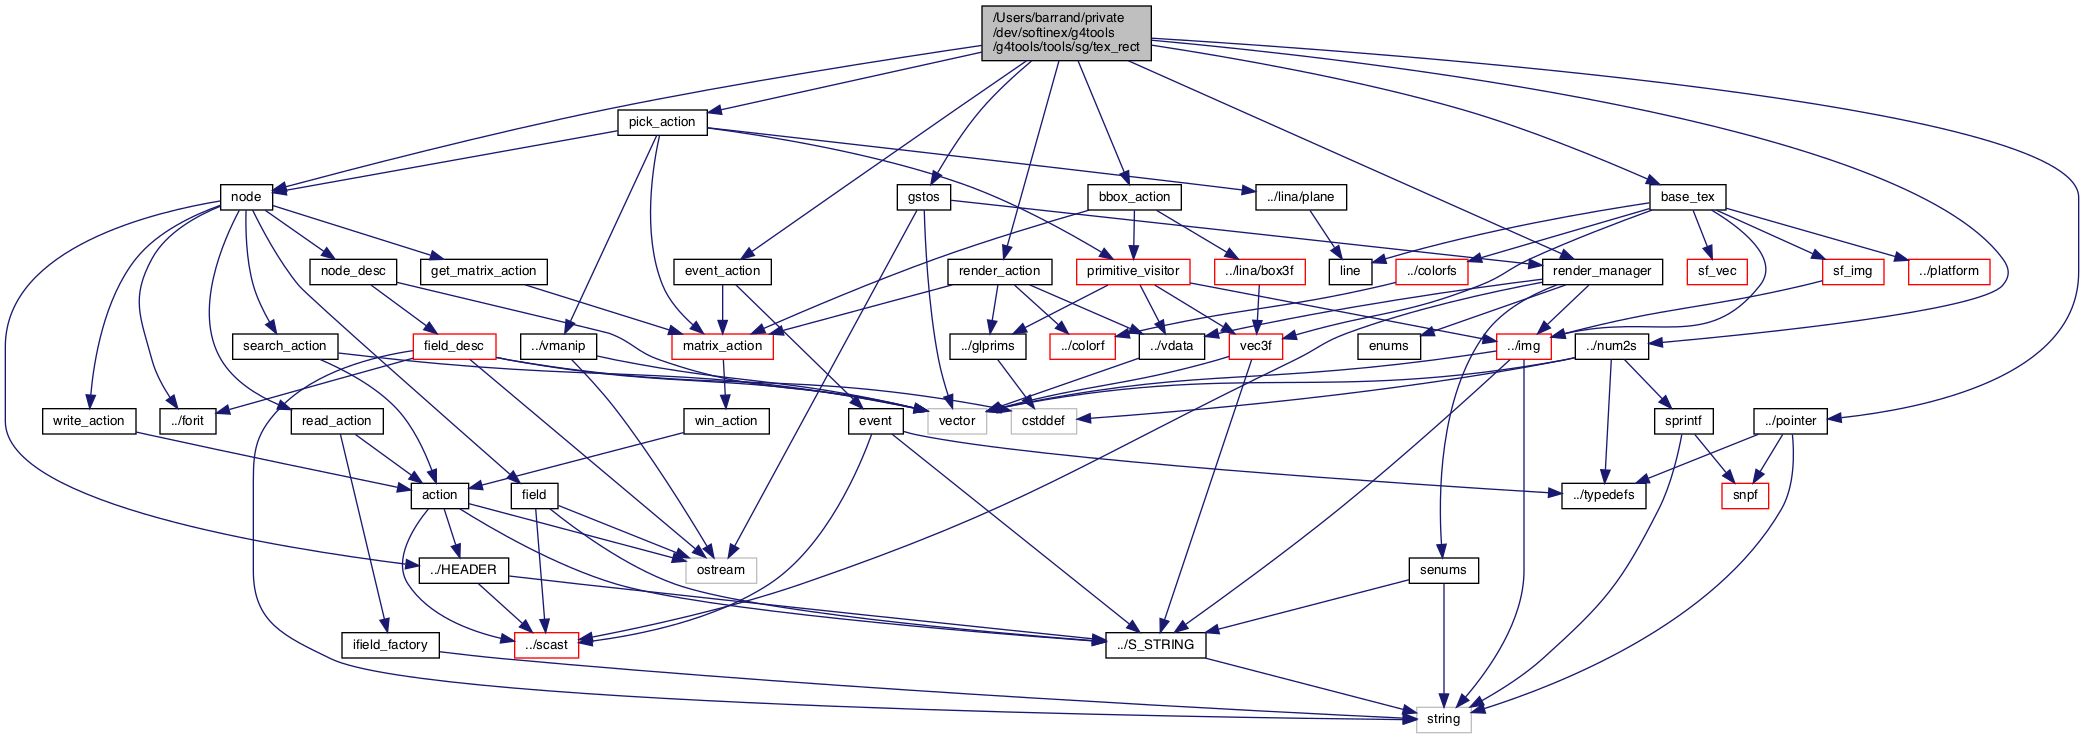 /Users/barrand/private
/dev/softinex/g4tools
/g4tools/tools/sg/tex_rect
pick_action
node
gstos
bbox_action
../lina/plane
base_tex
node_desc
get_matrix_action
event_action
render_action
primitive_visitor
../lina/box3f
line
../colorfs
render_manager
sf_vec
sf_img
../platform
search_action
field_desc
../vmanip
matrix_action
../glprims
../colorf
../vdata
vec3f
enums
../img
../num2s
write_action
../forit
read_action
win_action
event
vector
cstddef
sprintf
../pointer
action
field
../typedefs
snpf
../HEADER
ostream
senums
ifield_factory
../scast
../S_STRING
string